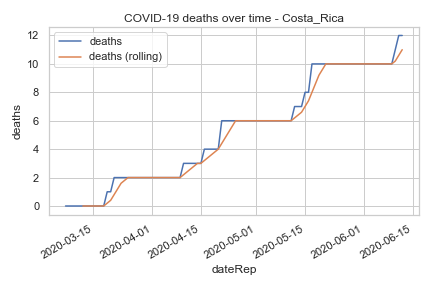 COVID-19 deaths over time - Costa_Rica
deaths
deaths (rolling)
12
10
8
6
4
2
0
deaths
2020-03-15
2020-04-01
2020-04-15
2020-05-01
2020-05-15
2020-06-01
2020-06-15
dateRep